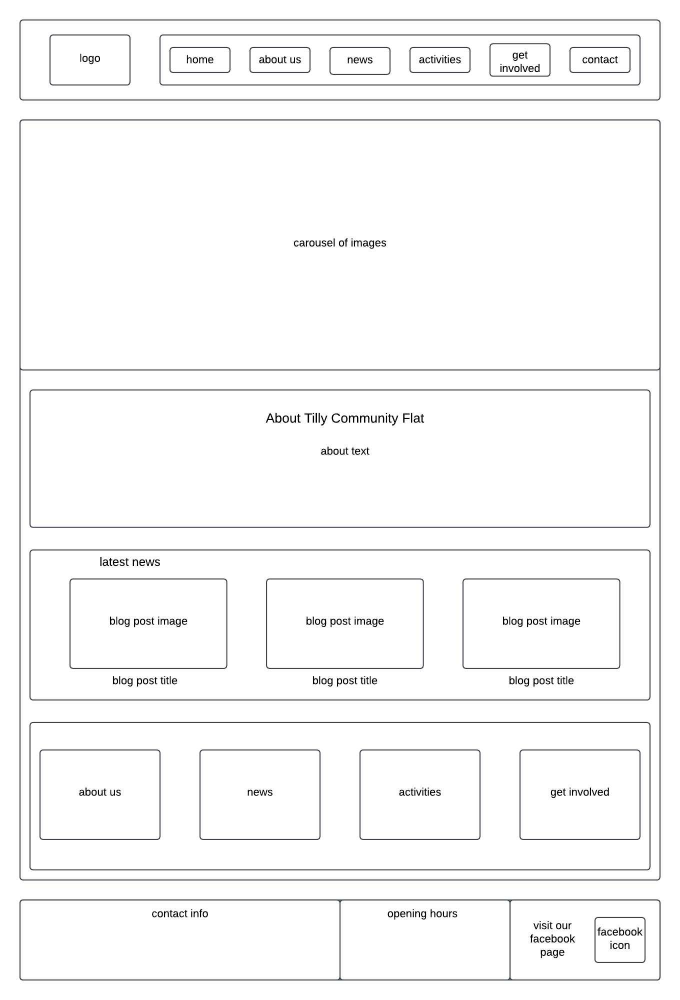 logo
home
about us
news
activities
get
involved
contact
carousel of images
About Tilly Community Flat
about text
latest news
blog post image
blog post image
blog post image
blog post title
blog post title
blog post title
about us
news
activities
get involved
contact info
opening hours
visit our
facebook
page
facebook
icon